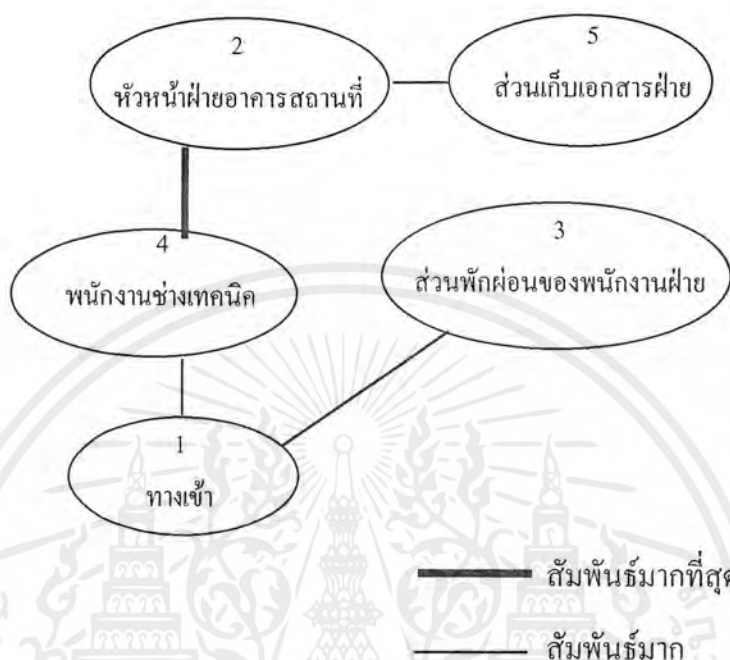 2
หัวหน้าฝ่ายอาคารสถานที่
5
ส่วนเก็บเอกสารฝ่าย
4
พนักงานช่างเทคนิค
3
ส่วนพักผ่อนของพนักงานฝ่าย
1
ทางเข้า
สัมพันธ์มากที่สุด
สัมพันธ์มาก